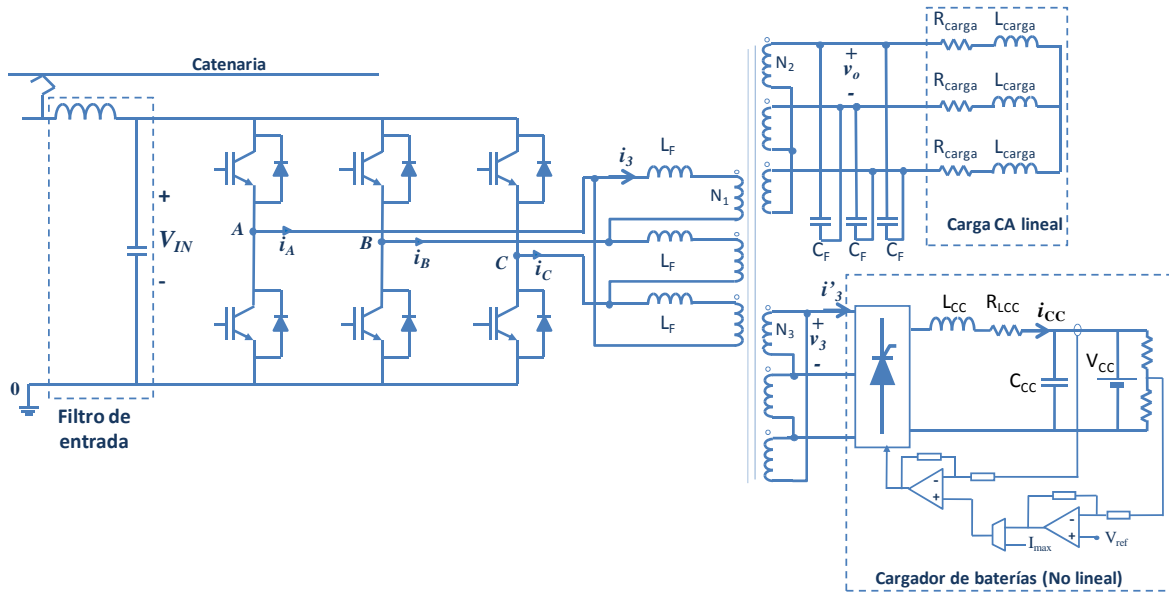 Catenaria
+
V_IN
-
0
Filtro de
entrada
A
i_A
B
i_B
C
i_C
i_3
L_F
L_F
L_F
N_1
N_2
+
v_o
-
C_F
C_F
C_F
R_carga
L_carga
R_carga
L_carga
R_carga
L_carga
Carga CA lineal
N_3
i'_3
+
v_3
-
L_CC
R_LCC
i_CC
C_CC
V_CC
-
+
-
+
I_max
V_ref
Cargador de baterías (No lineal)